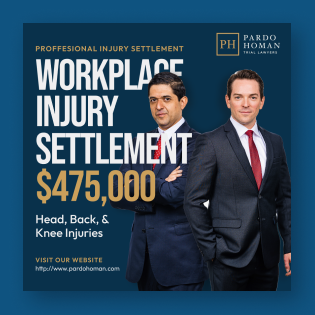 PROFFESIONAL INJURY SETTLEMENT
PH
PARDO
HOMAN
TRIAL LAWYERS
WORKPLACE
INJURY
SETTLEMENT
$475,000
Head, Back, &
Knee Injuries
VISIT OUR WEBSITE
http://www.pardohoman.com